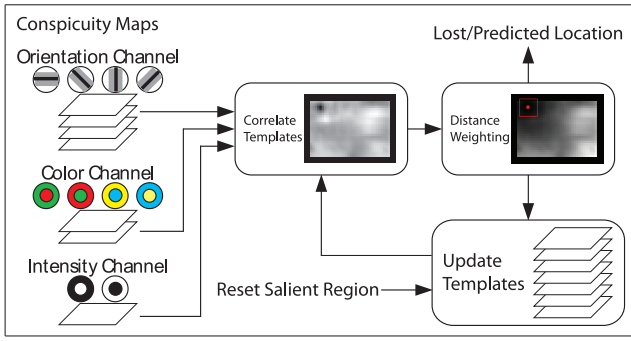 Conspicuity Maps
Orientation Channel
Color Channel
Intensity Channel
Correlate
Templates
Distance
Weighting
Lost/Predicted Location
Update
Templates
Reset Salient Region